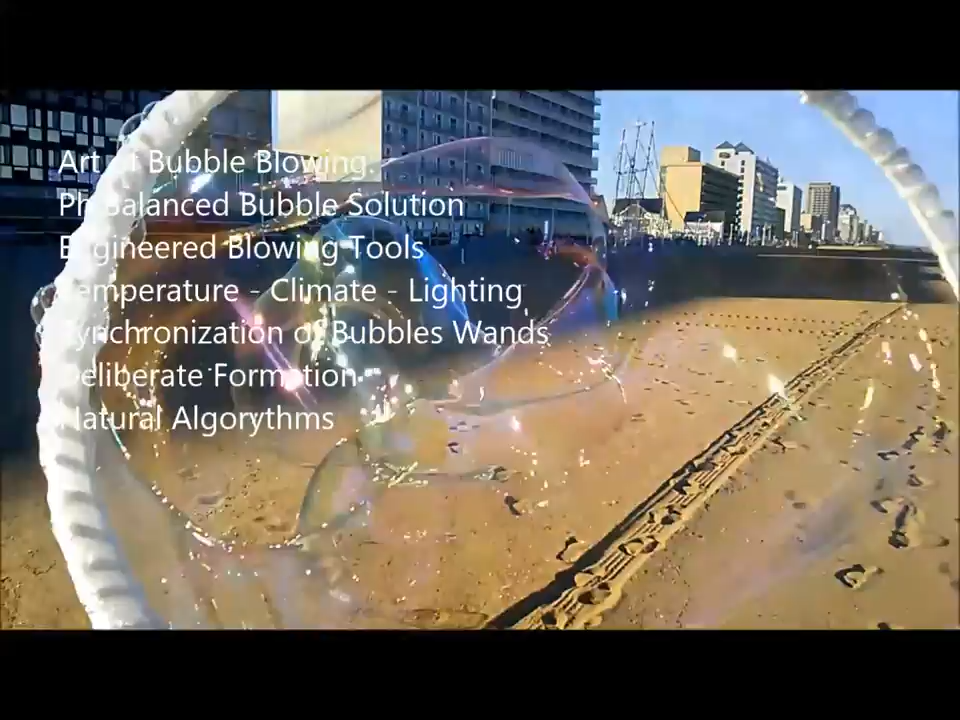 Art of Bubble Blowing.
Ph Balanced Bubble Solution
Engineered Blowing Tools
Temperature - Climate - Lighting
Synchronization of Bubbles Wands
Deliberate Formation
Natural Algorythms